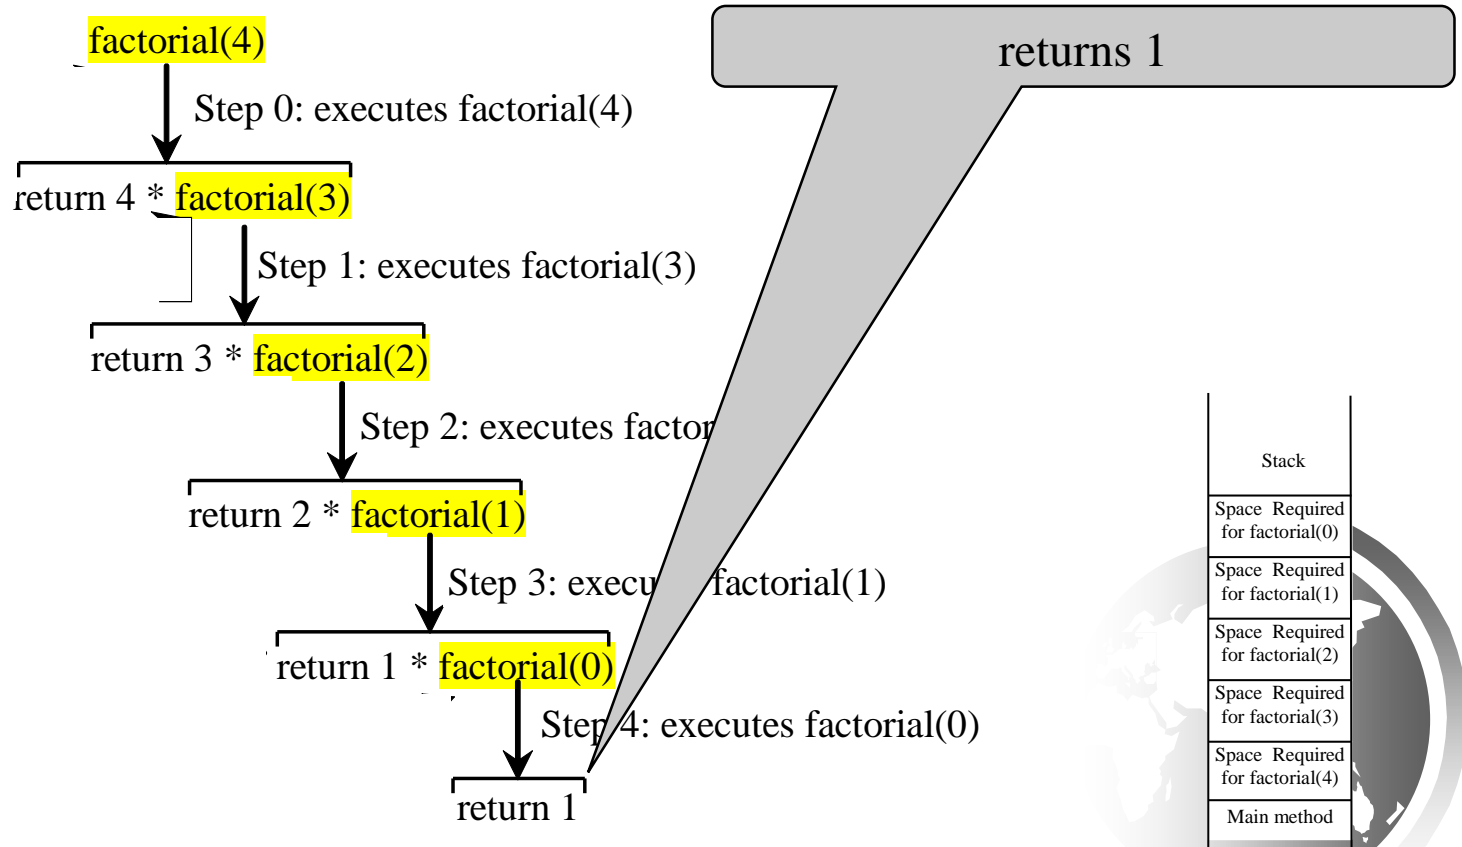 factorial(4)
returns 1
Step 0: executes factorial(4)
return 4 * factorial(3)
Step 1: executes factorial(3)
return 3 * factorial(2)
Step 2: executes factor
return 2 * factorial(1)
Step 3: execu factorial(1)
return 1 * factorial(0)
Step 4: executes factorial(0)
return 1
Stack
Space Required
for factorial(0)
Space Required
for factorial(1)
Space Required
for factorial(2)
Space Required
for factorial(3)
Space Required
for factorial(4)
Main method